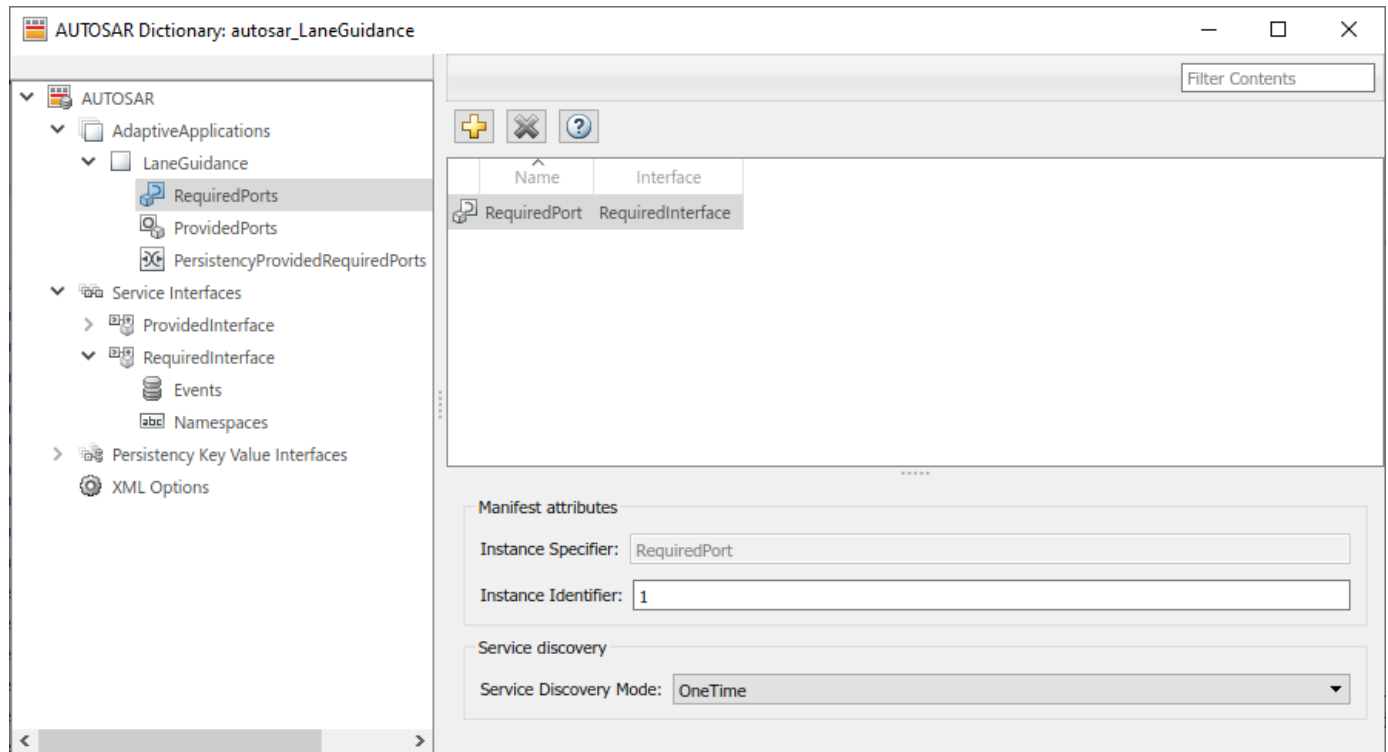 AUTOSAR Dictionary: autosar_LaneGuidance
Filter Contents
AUTOSAR
AdaptiveApplications
LaneGuidance
RequiredPorts
ProvidedPorts
PersistencyProvidedRequiredPorts
Service Interfaces
ProvidedInterface
RequiredInterface
Events
abc Namespaces
Persistency Key Value Interfaces
XML Options
Name Interface
RequiredPort RequiredInterface
Manifest attributes
Instance Specifier: RequiredPort
Instance Identifier: 1
Service discovery
Service Discovery Mode: OneTime